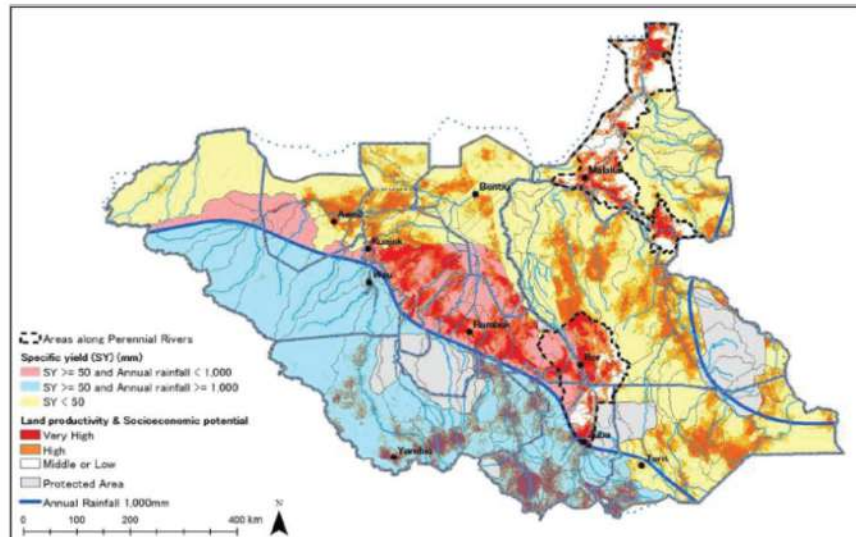 Malakal
Bentiu
Aweil
Kuajok
Wau
Rumbek
Bor
Yambio
Juba
Torit
Areas along Perennial Rivers
Specific yield (SY) (mm)
SY >= 50 and Annual rainfall < 1,000
SY >= 50 and Annual rainfall >= 1,000
SY < 50
Land productivity & Socioeconomic potential
Very High
High
Middle or Low
Protected Area
Annual Rainfall 1,000mm
N
0 100 200 400 km